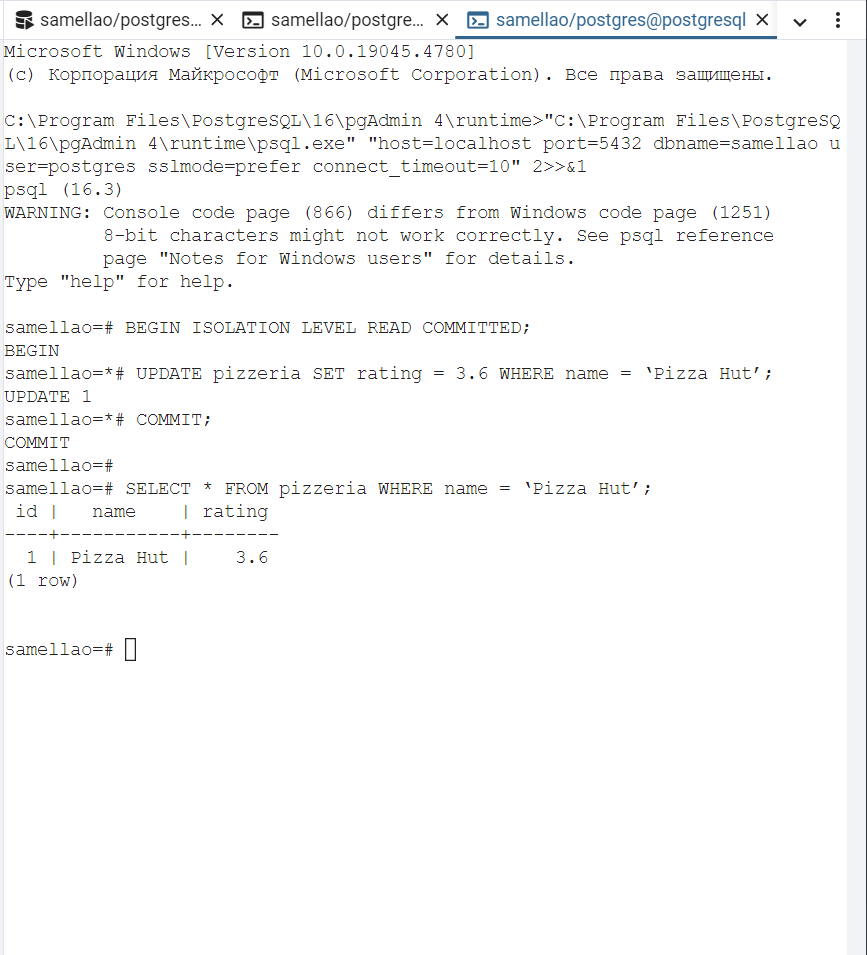 samellao/postgres... samellao/postgre... samellao/postgres@postgresql
Microsoft Windows [Version 10.0.19045.4780]
(c) Корпорация Майкрософт (Microsoft Corporation). Все права защищены.
C:\Program Files\PostgreSQL\16\pgAdmin 4\runtime>"C:\Program Files\PostgreSQ
L\16\pgAdmin 4\runtime\psql.exe" "host=localhost port=5432 dbname=samellao u
ser=postgres sslmode=prefer connect_timeout=10" 2>>&1
psql (16.3)
WARNING: Console code page (866) differs from Windows code page (1251)
         8-bit characters might not work correctly. See psql reference
         page "Notes for Windows users" for details.
Type "help" for help.
samellao=# BEGIN ISOLATION LEVEL READ COMMITTED;
BEGIN
samellao=*# UPDATE pizzeria SET rating = 3.6 WHERE name = ‘Pizza Hut’;
UPDATE 1
samellao=*# COMMIT;
COMMIT
samellao=#
samellao=# SELECT * FROM pizzeria WHERE name = ‘Pizza Hut’;
 id |   name    | rating
----+-----------+--------
  1 | Pizza Hut |    3.6
(1 row)
samellao=#